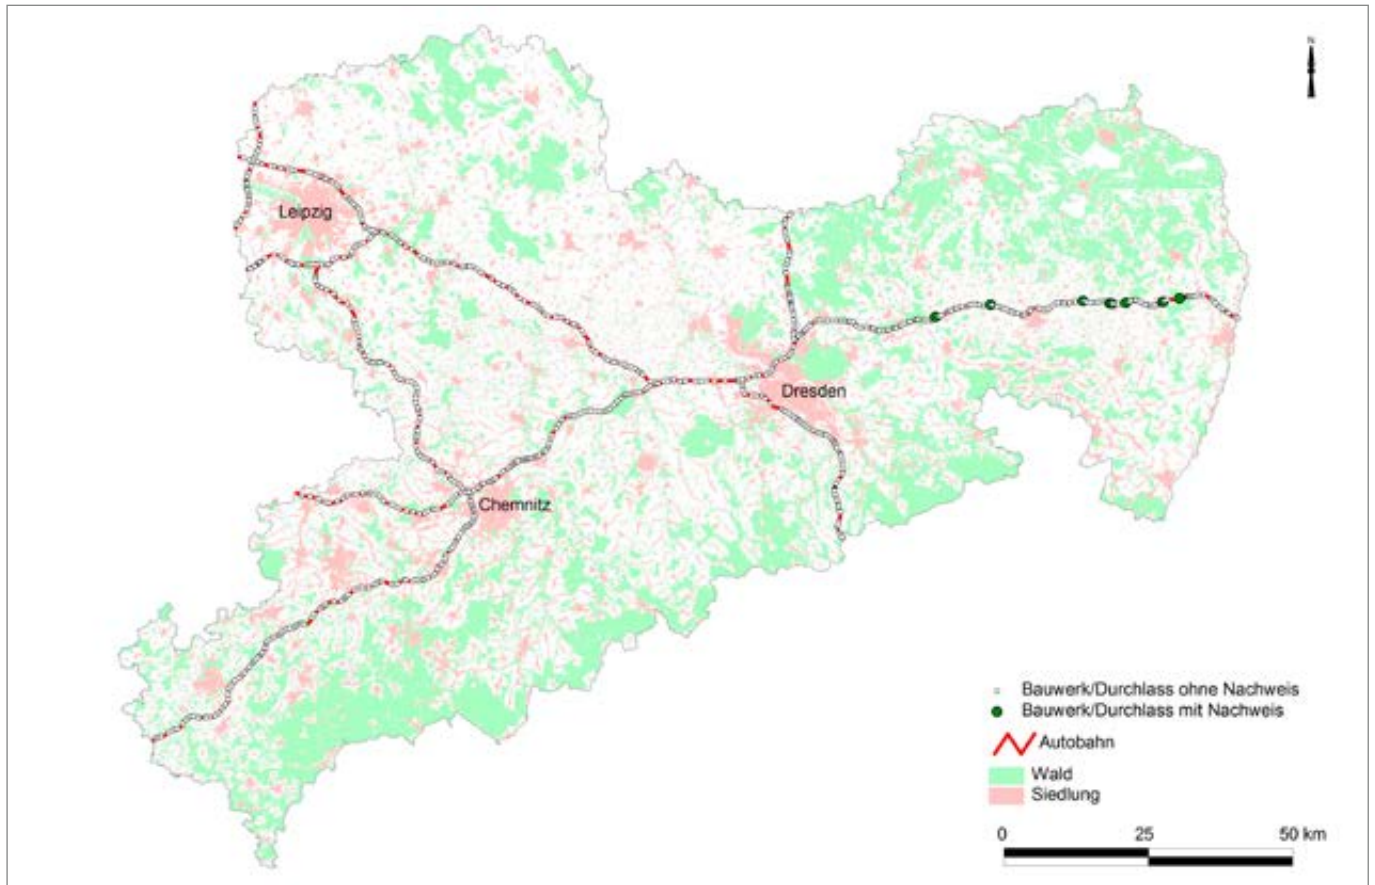 N
Leipzig
Dresden
Chemnitz
Bauwerk/Durchlass ohne Nachweis
Bauwerk/Durchlass mit Nachweis
Autobahn
Wald
Siedlung
0 25 50 km